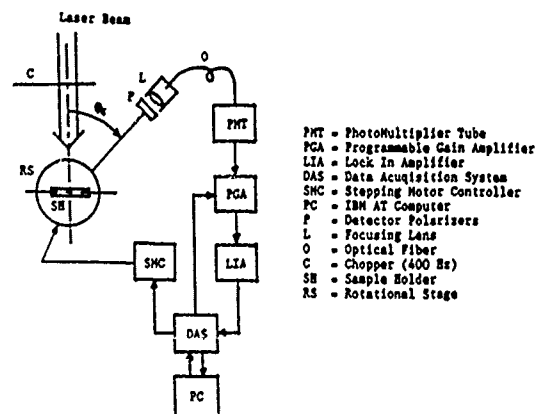 Laser Beam
C
O
L
P
θr
RS
SH
PMT
PGA
SMC
LIA
DAS
PC
PMT = PhotoMultiplier Tube
PGA = Programmable Gain Amplifier
LIA = Lock In Amplifier
DAS = Data Acuqisition System
SMC = Stepping Motor Controller
PC = IBM AT Computer
P = Detector Polarizers
L = Focusing Lens
O = Optical Fiber
C = Chopper (400 Hz)
SH = Sample Holder
RS = Rotational Stage